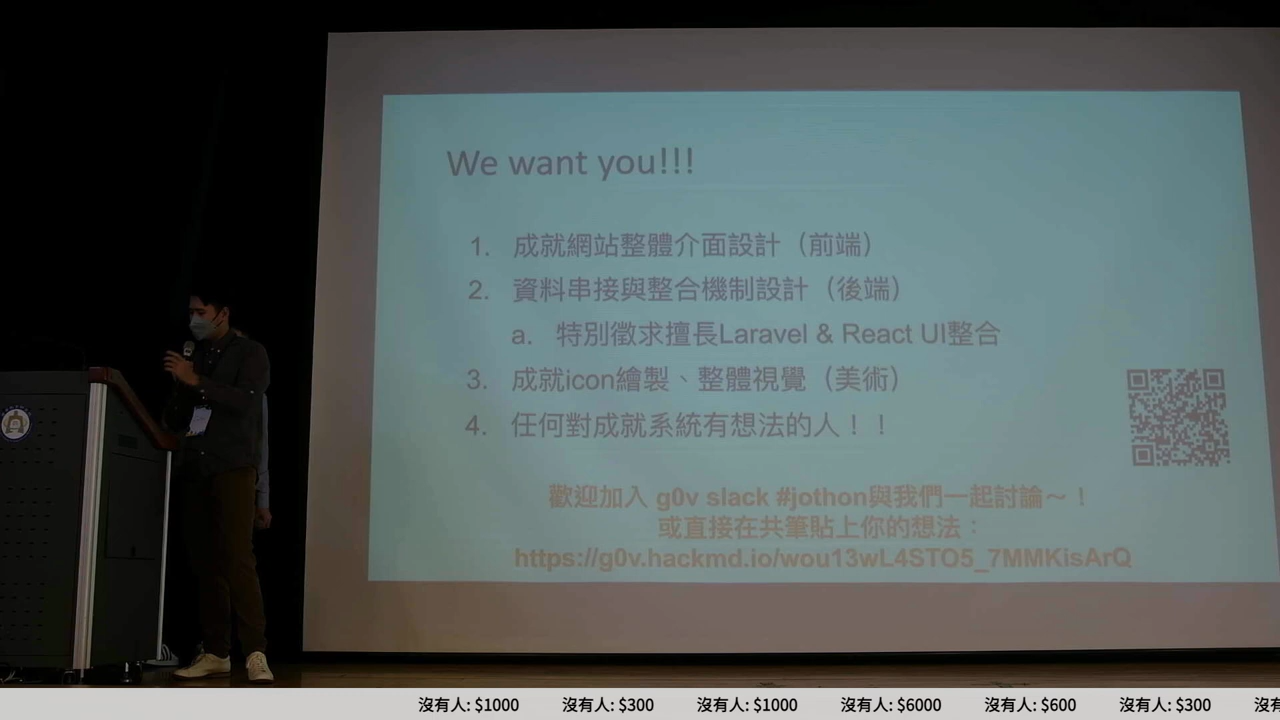 We want you!!!
1. 成就網站整體介面設計（前端）
2. 資料串接與整合機制設計（後端）
a. 特別徵求擅長Laravel & React UI整合
3. 成就icon繪製、整體視覺（美術）
4. 任何對成就系統有想法的人！！
歡迎加入 g0v slack #jothon與我們一起討論～！
或直接在共筆貼上你的想法：
https://g0v.hackmd.io/wou13wL4STO5_7MMKisArQ
沒有人: $1000 沒有人: $300 沒有人: $1000 沒有人: $6000 沒有人: $600 沒有人: $300 沒有